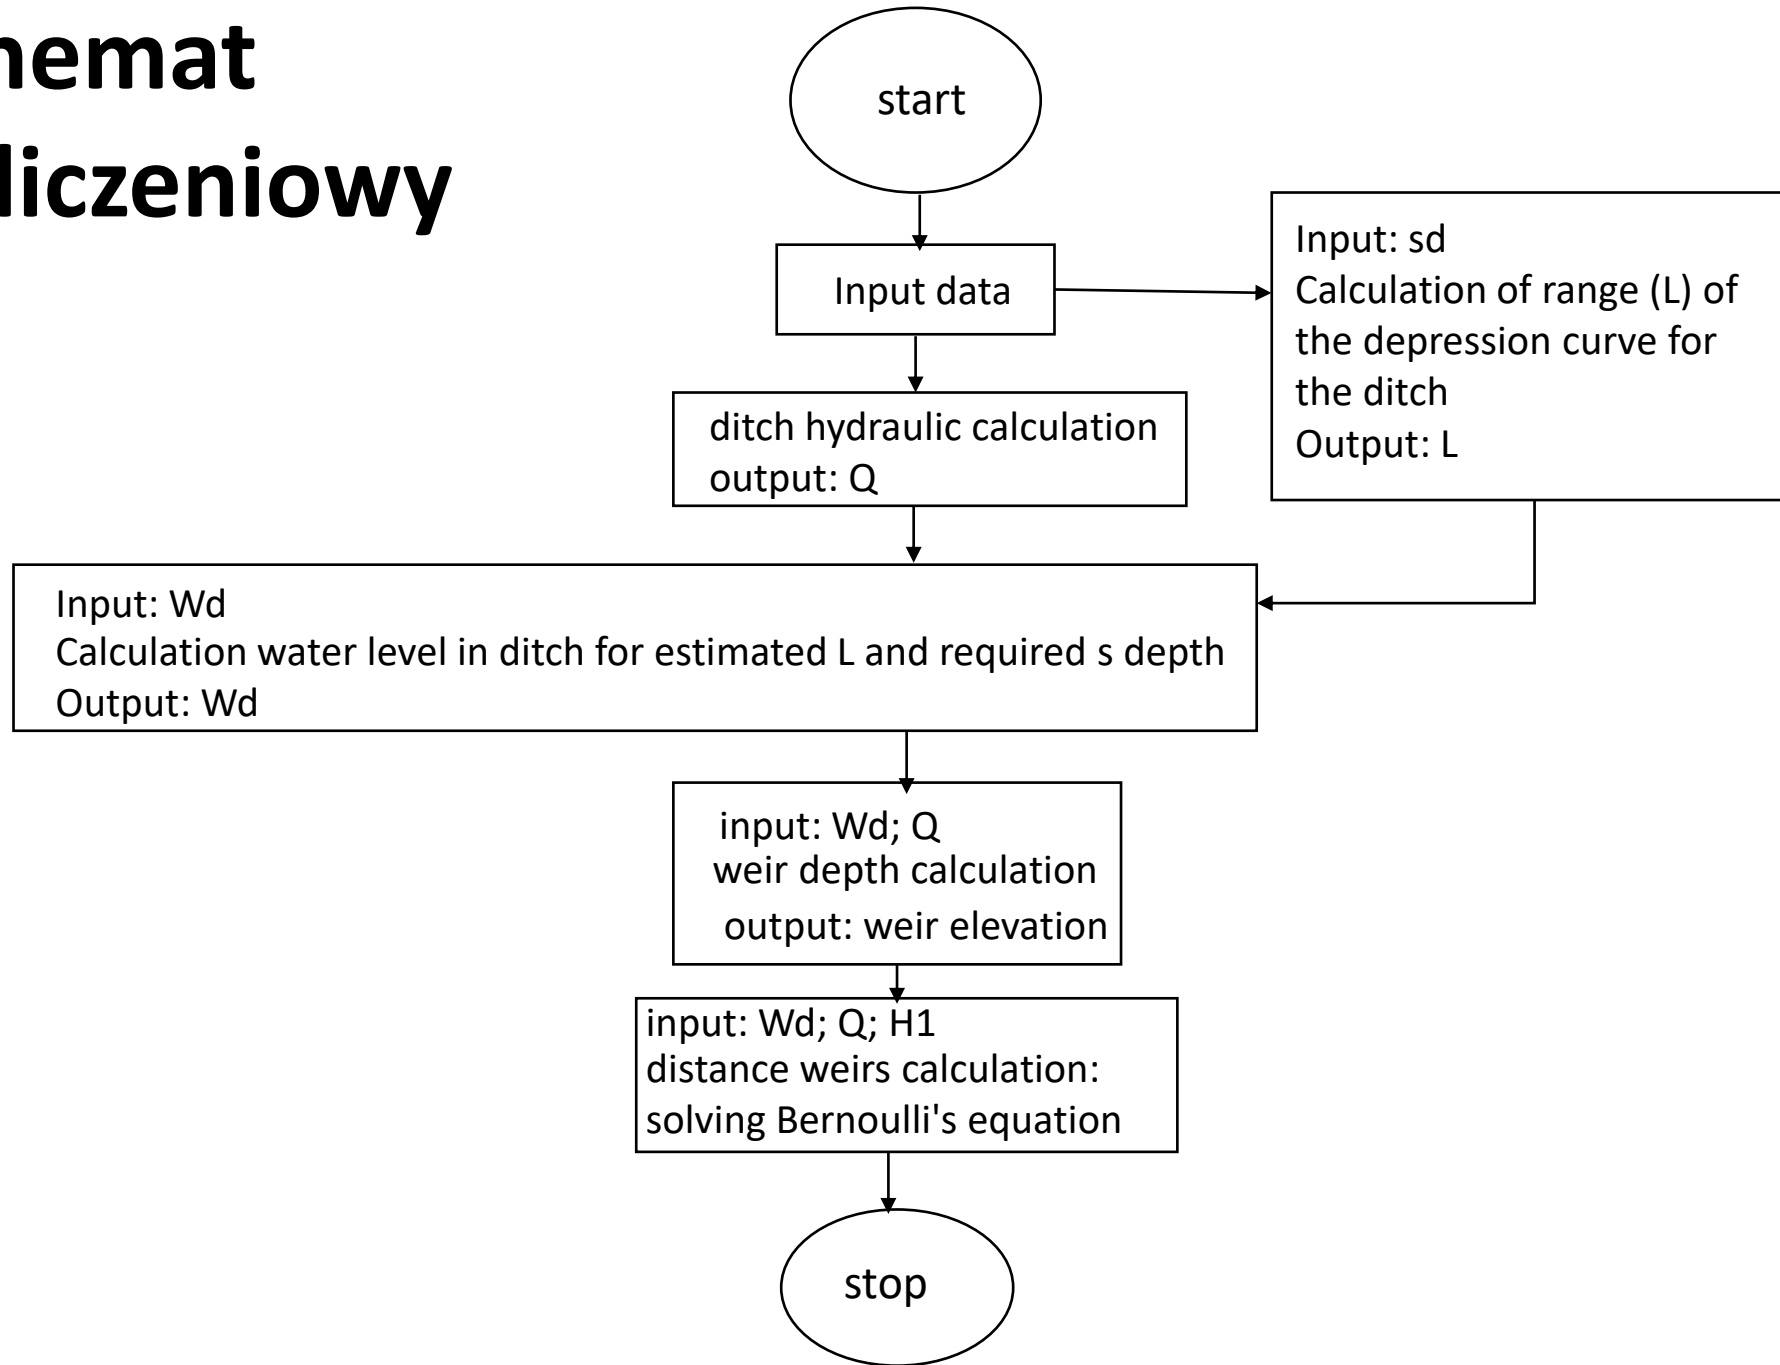 hemat
liczeniowy
start
Input data
Input: sd
Calculation of range (L) of
the depression curve for
the ditch
Output: L
ditch hydraulic calculation
output: Q
Input: Wd
Calculation water level in ditch for estimated L and required s depth
Output: Wd
input: Wd; Q
weir depth calculation
output: weir elevation
input: Wd; Q; H1
distance weirs calculation:
solving Bernoulli's equation
stop